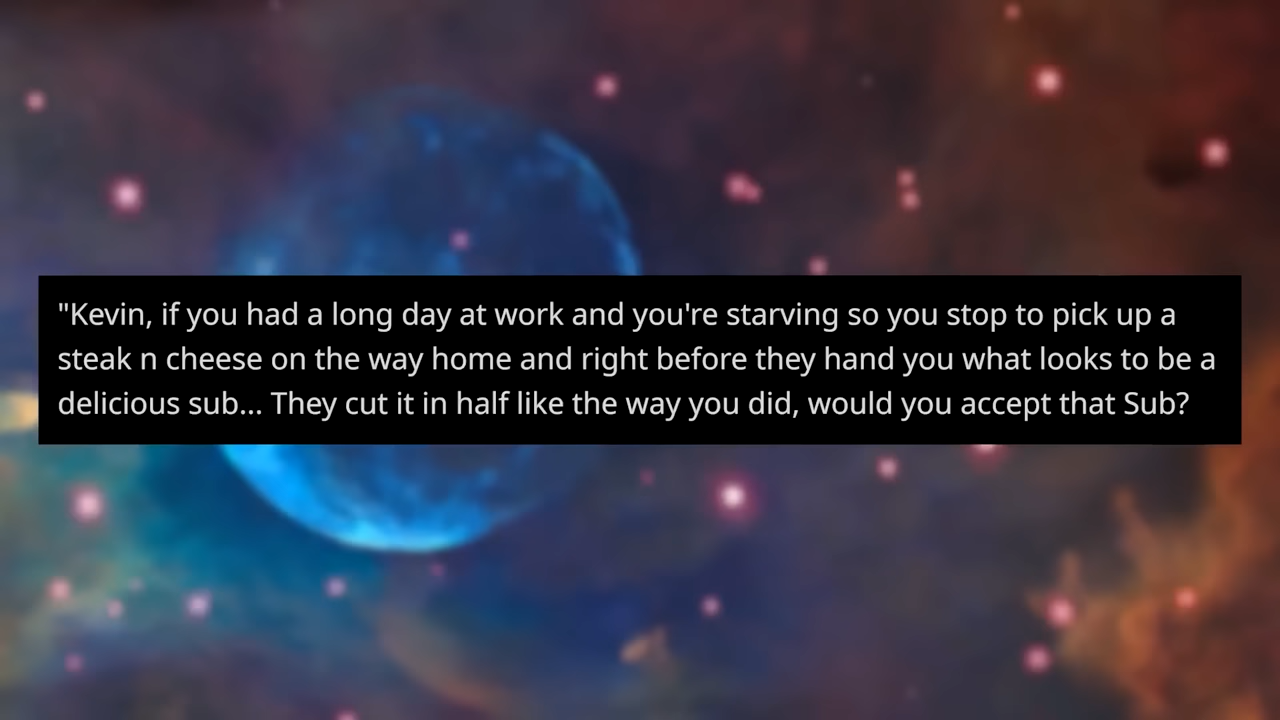 "Kevin, if you had a long day at work and you're starving so you stop to pick up a
steak n cheese on the way home and right before they hand you what looks to be a
delicious sub... They cut it in half like the way you did, would you accept that Sub?